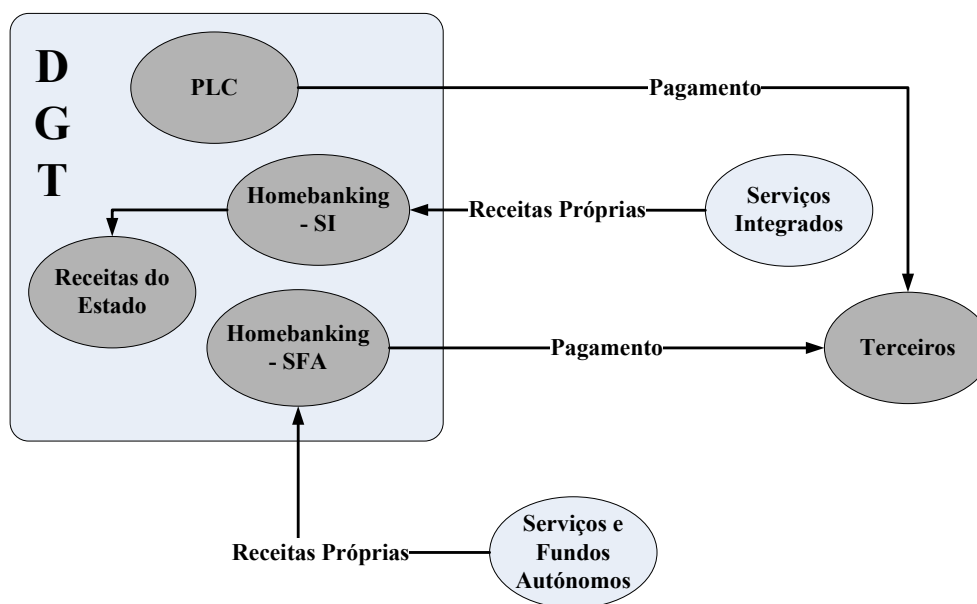 D
G
T
PLC
Pagamento
Homebanking
- SI
Receitas Próprias
Serviços
Integrados
Receitas do
Estado
Homebanking
- SFA
Pagamento
Terceiros
Receitas Próprias
Serviços e
Fundos
Autónomos